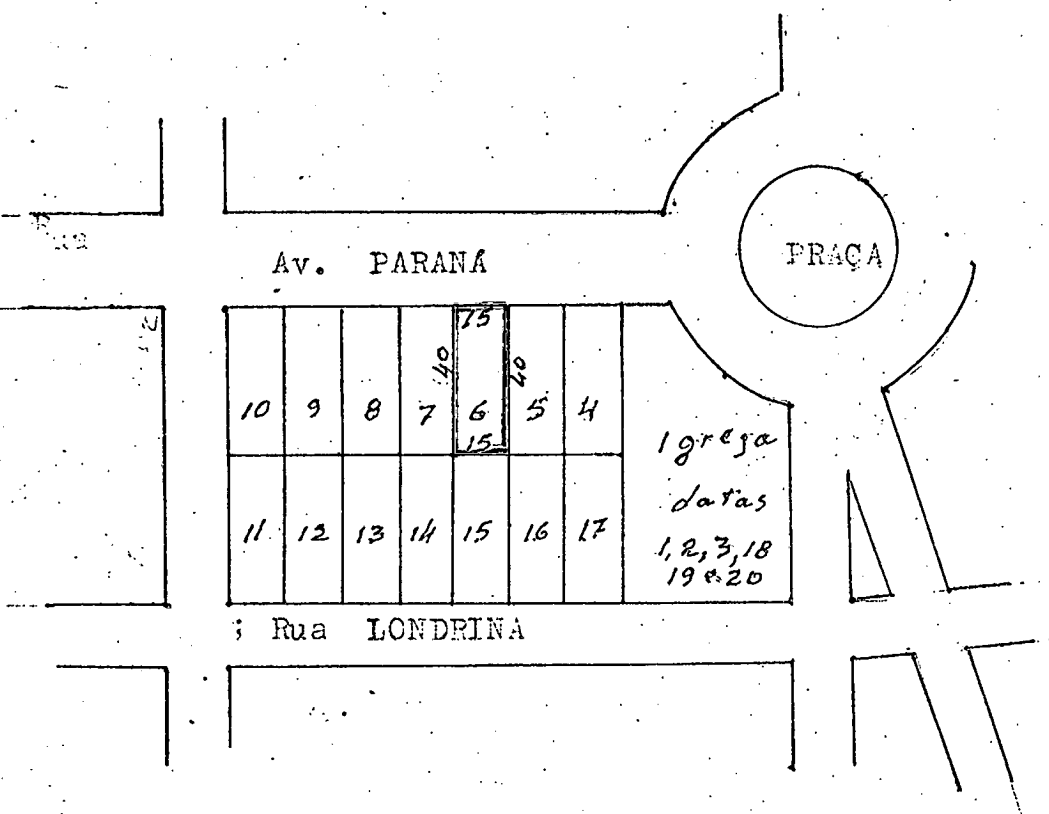 Rua
Av. PARANÁ
PRAÇA
15
40
40
10 9 8 7 6 5 4
15
Igreja
datas
1, 2, 3, 18
19 e 20
11 12 13 14 15 16 17
; Rua LONDRINA